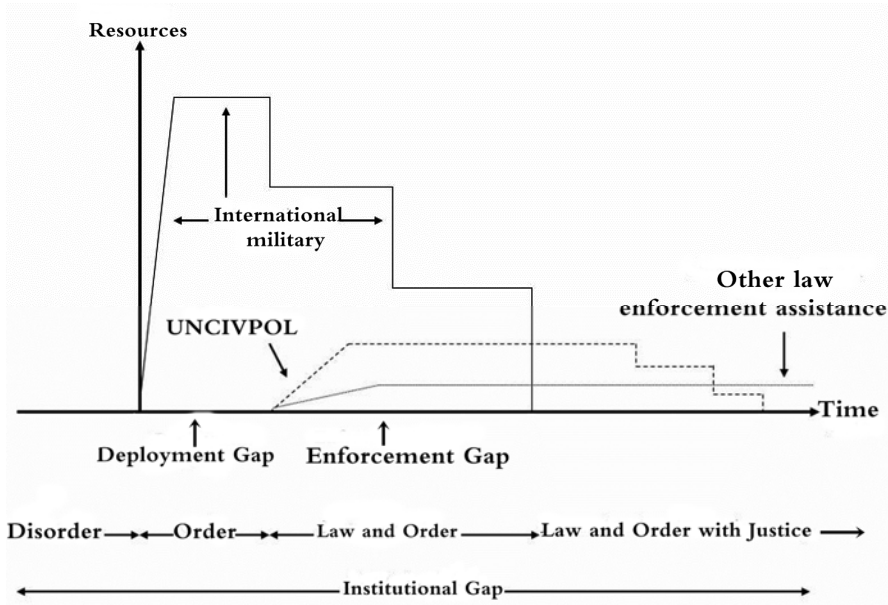 Resources
International
military
Other law
enforcement assistance
UNCIVPOL
Time
Deployment Gap
Enforcement Gap
Disorder
Order
Law and Order
Law and Order with Justice
Institutional Gap